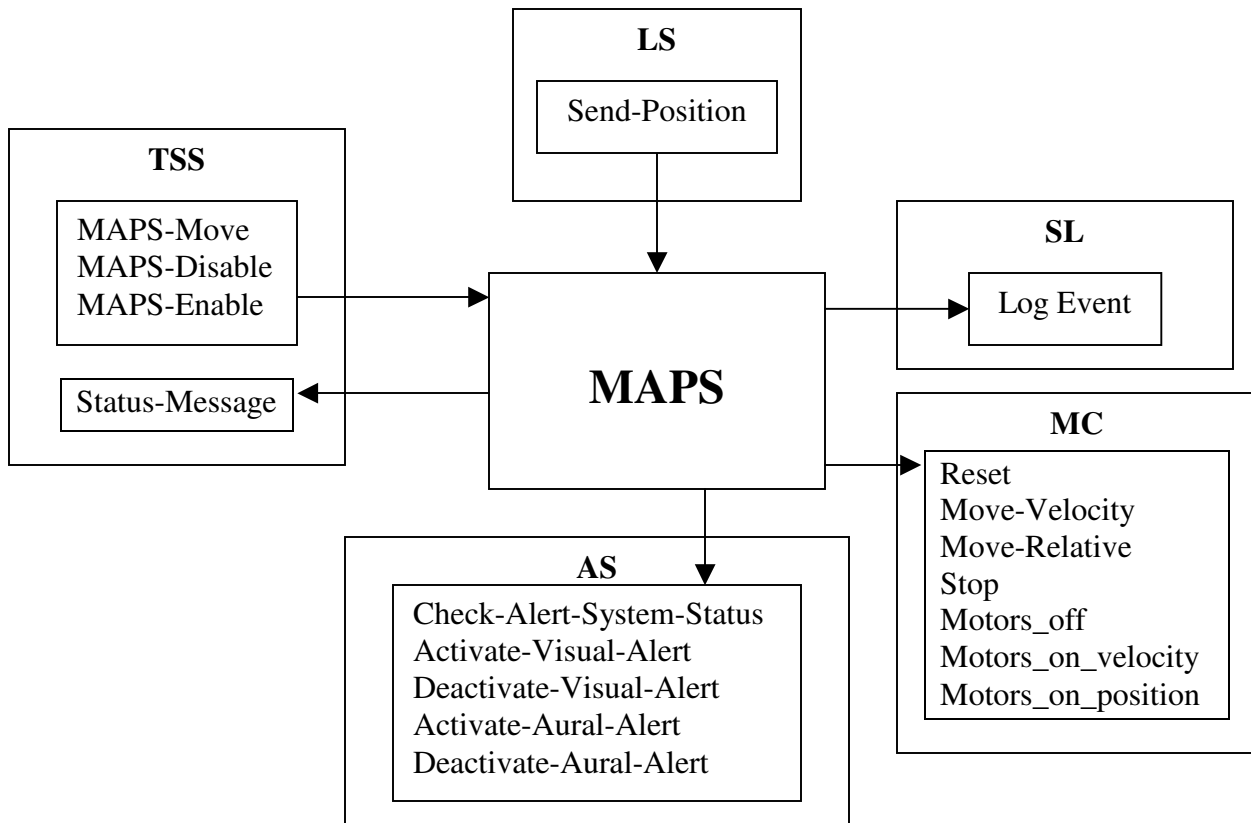 LS
Send-Position
TSS
MAPS-Move
MAPS-Disable
MAPS-Enable
Status-Message
MAPS
SL
Log Event
MC
Reset
Move-Velocity
Move-Relative
Stop
Motors_off
Motors_on_velocity
Motors_on_position
AS
Check-Alert-System-Status
Activate-Visual-Alert
Deactivate-Visual-Alert
Activate-Aural-Alert
Deactivate-Aural-Alert